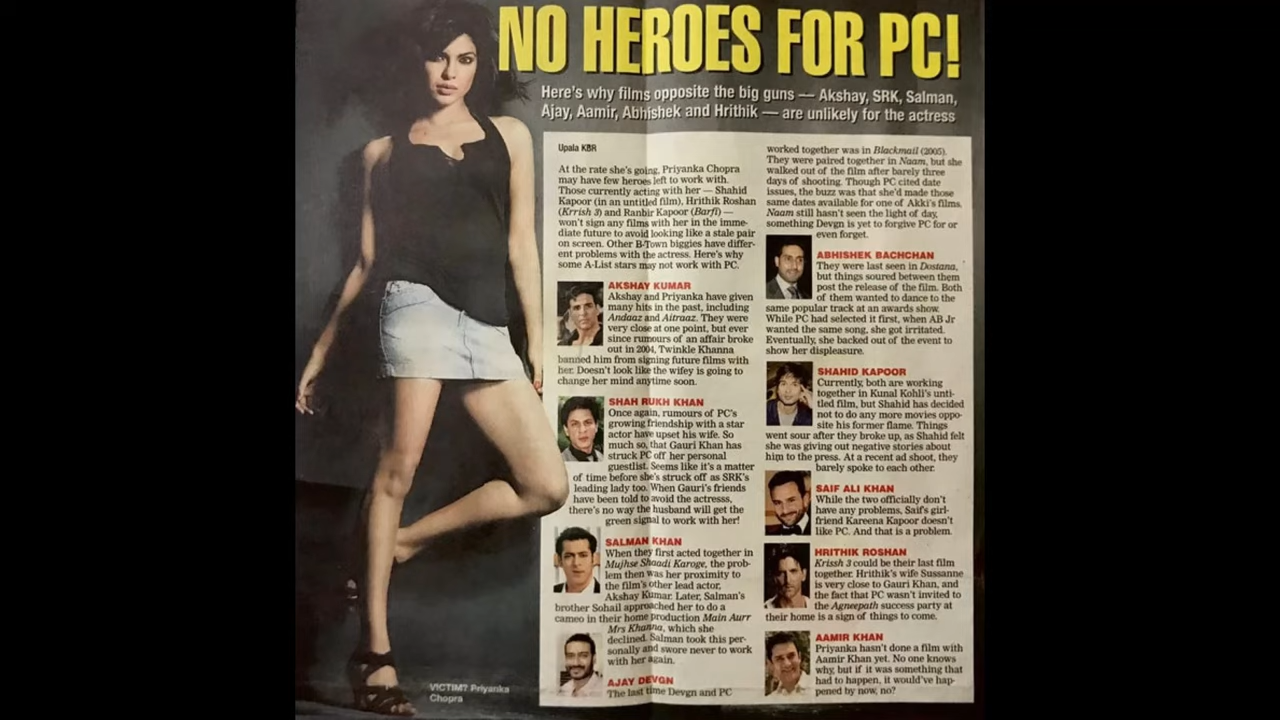 NO HEROES FOR PC!
Here's why films opposite the big guns — Akshay, SRK, Salman,
Ajay, Aamir, Abhishek and Hrithik — are unlikely for the actress
Upala KBR
At the rate she's going, Priyanka Chopra
may have few heroes left to work with.
Those currently acting with her — Shahid
Kapoor (in an untitled film), Hrithik Roshan
(Krrish 3) and Ranbir Kapoor (Barfi) —
won't sign any films with her in the imme-
diate future to avoid looking like a stale pair
on screen. Other B-Town biggies have differ-
ent problems with the actress. Here's why
some A-List stars may not work with PC.
AKSHAY KUMAR
Akshay and Priyanka have given
many hits in the past, including
Andaaz and Aitraaz. They were
very close at one point, but ever
since rumours of an affair broke
out in 2004, Twinkle Khanna
banned him from signing future films with
her. Doesn't look like the wifey is going to
change her mind anytime soon.
SHAH RUKH KHAN
Once again, rumours of PC's
growing friendship with a star
actor have upset his wife. So
much so, that Gauri Khan has
struck PC off her personal
guestlist. Seems like it's a matter
of time before she's struck off as SRK's
leading lady too. When Gauri's friends
have been told to avoid the actresss,
there's no way the husband will get the
green signal to work with her!
SALMAN KHAN
When they first acted together in
Mujhse Shaadi Karoge, the prob-
lem then was her proximity to
the film's other lead actor,
Akshay Kumar. Later, Salman's
brother Sohail approached her to do a
cameo in their home production Main Aurr
Mrs Khanna, which she
declined. Salman took this per-
sonally and swore never to work
with her again.
AJAY DEVGN
The last time Devgn and PC
worked together was in Blackmail (2005).
They were paired together in Naam, but she
walked out of the film after barely three
days of shooting. Though PC cited date
issues, the buzz was that she'd made those
same dates available for one of Akki's films.
Naam still hasn't seen the light of day,
something Devgn is yet to forgive PC for or
even forget.
ABHISHEK BACHCHAN
They were last seen in Dostana,
but things soured between them
post the release of the film. Both
of them wanted to dance to the
same popular track at an awards show.
While PC had selected it first, when AB Jr
wanted the same song, she got irritated.
Eventually, she backed out of the event to
show her displeasure.
SHAHID KAPOOR
Currently, both are working
together in Kunal Kohli's unti-
tled film, but Shahid has decided
not to do any more movies oppo-
site his former flame. Things
went sour after they broke up, as Shahid felt
she was giving out negative stories about
him to the press. At a recent ad shoot, they
barely spoke to each other.
SAIF ALI KHAN
While the two officially don't
have any problems, Saif's girl-
friend Kareena Kapoor doesn't
like PC. And that is a problem.
HRITHIK ROSHAN
Krissh 3 could be their last film
together. Hrithik's wife Sussanne
is very close to Gauri Khan, and
the fact that PC wasn't invited to
the Agneepath success party at
their home is a sign of things to come.
AAMIR KHAN
Priyanka hasn't done a film with
Aamir Khan yet. No one knows
why, but if it was something that
had to happen, it would've hap-
pened by now, no?
VICTIM? Priyanka
Chopra